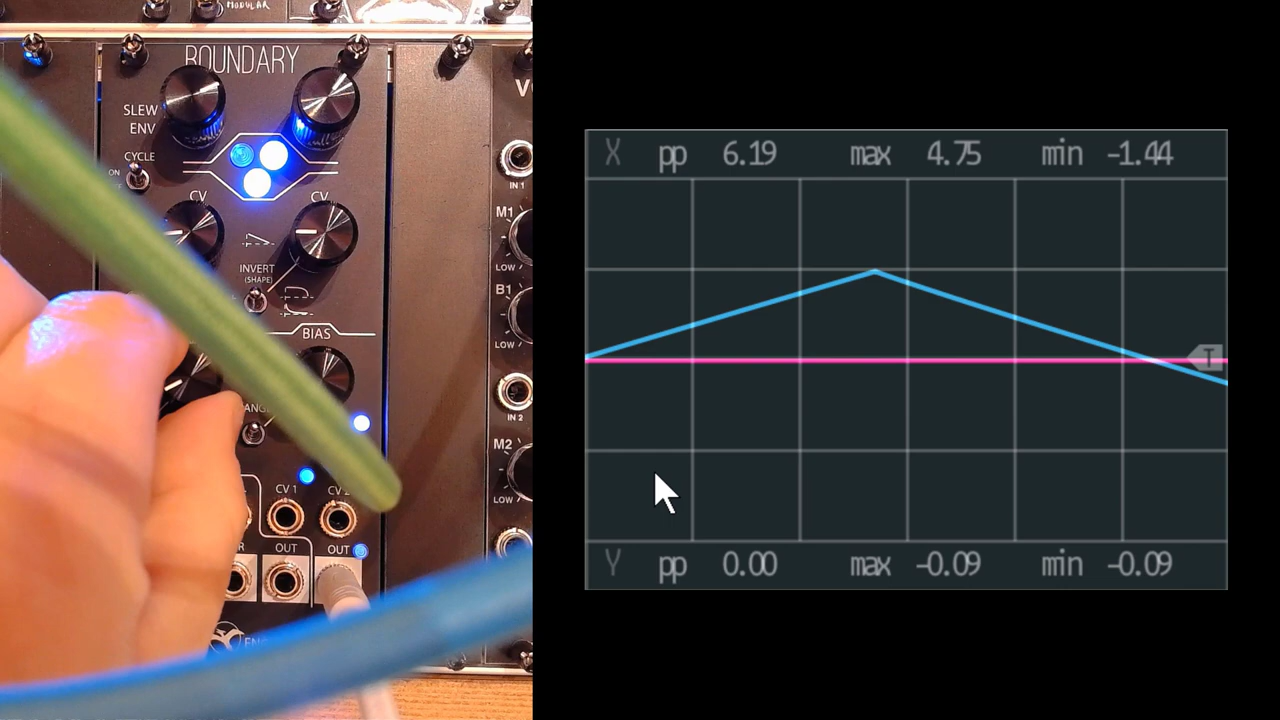 MODULAR
BOUNDARY
SLEW
ENV
CYCLE
ON
CV CV
INVERT
(SHAPE)
BIAS
CV 1
OUT OUT
IN 1
M1
LOW
B1
LOW
IN 2
M2
LOW
X pp 6.19 max 4.75 min -1.44
T
Y pp 0.00 max -0.09 min -0.09